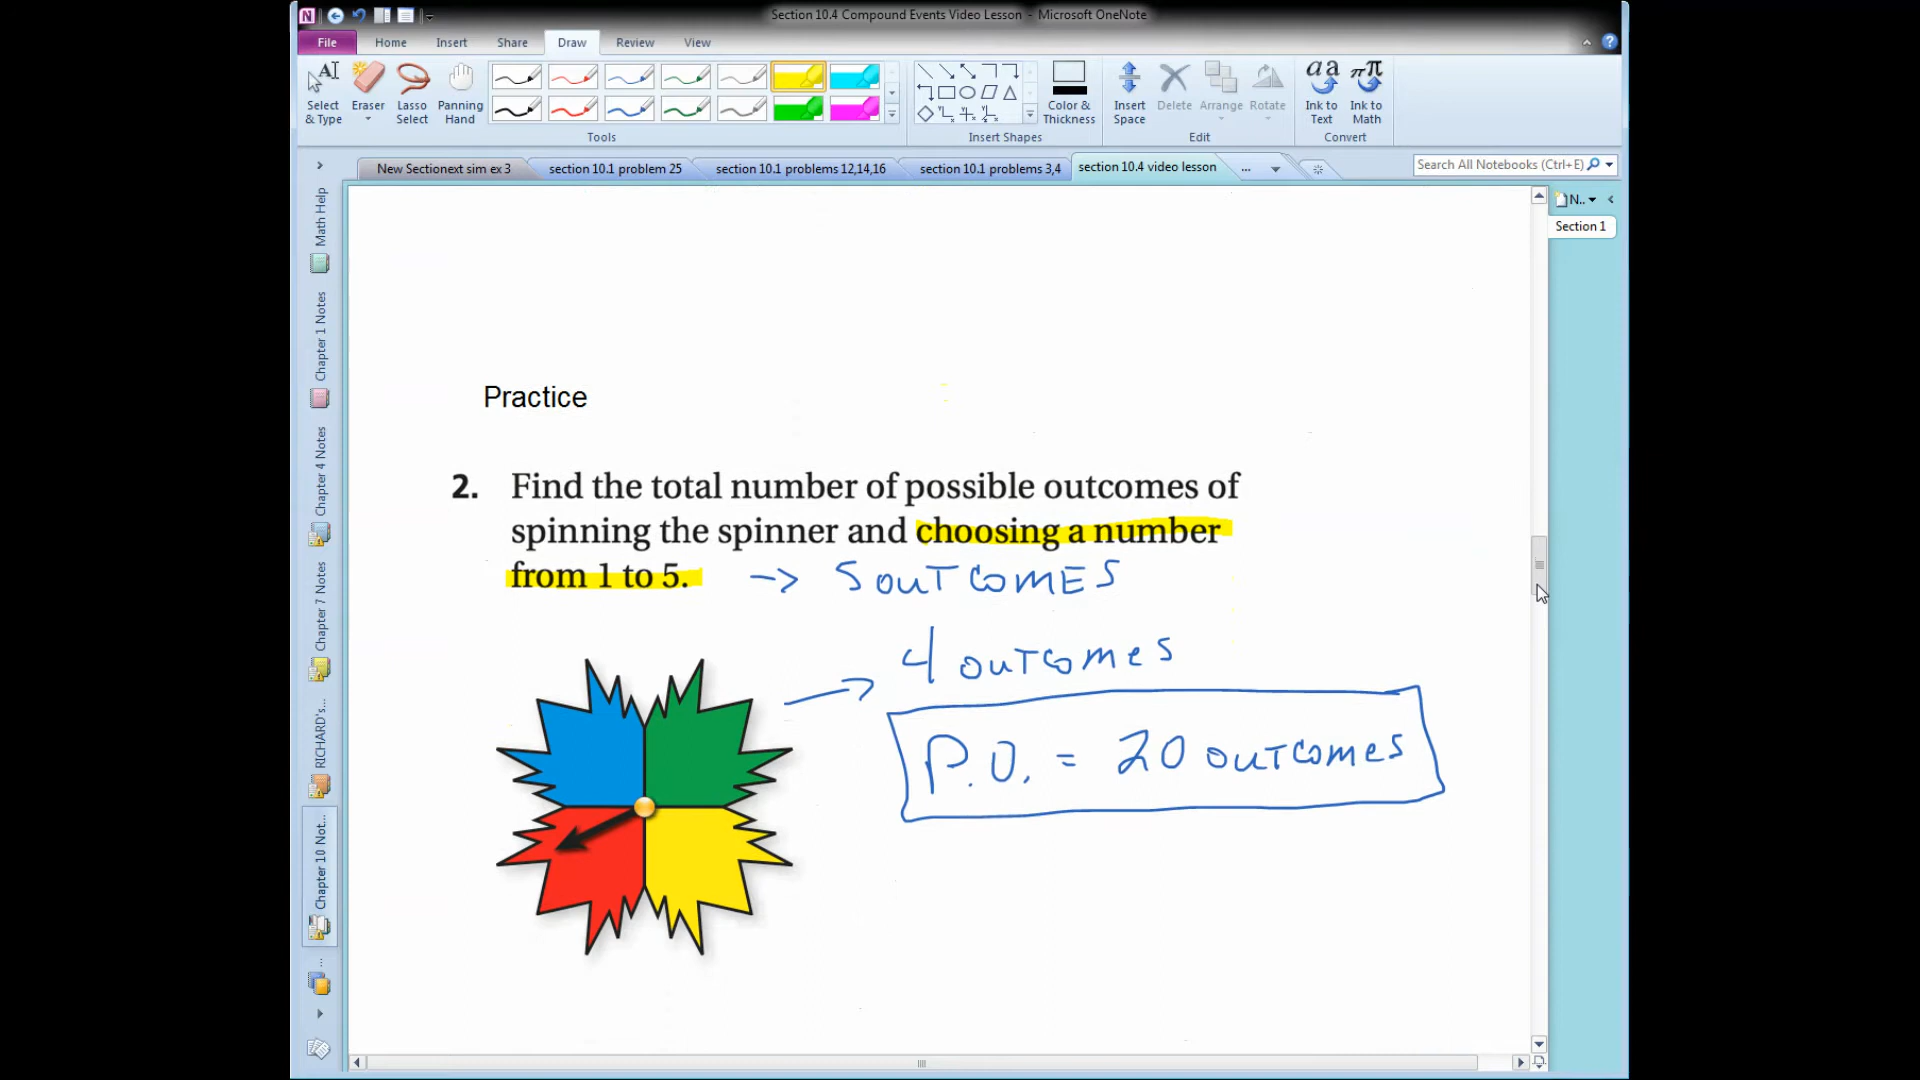 Section 10.4 Compound Events Video Lesson - Microsoft OneNote
File Home Insert Share Draw Review View
Select & Type
Eraser
Lasso Select
Panning Hand
Color & Thickness
Insert Space
Delete
Arrange
Rotate
Ink to Text
Ink to Math
Tools
Insert Shapes
Edit
Convert
New Sectionext sim ex 3
section 10.1 problem 25
section 10.1 problems 12,14,16
section 10.1 problems 3,4
section 10.4 video lesson
...
Search All Notebooks (Ctrl+E)
N..
Section 1
Math Help
Chapter 1 Notes
Chapter 4 Notes
Chapter 7 Notes
RICHARD's...
Chapter 10 Not...
Practice
2. Find the total number of possible outcomes of
spinning the spinner and choosing a number
from 1 to 5. -> 5 OUTCOMES
4 OUTCOMES
P.O. = 20 OUTCOMES